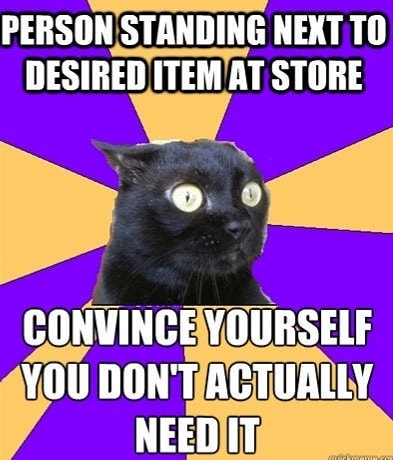 PERSON STANDING NEXT TO
DESIRED ITEM AT STORE
CONVINCE YOURSELF
YOU DON'T ACTUALLY
NEED IT